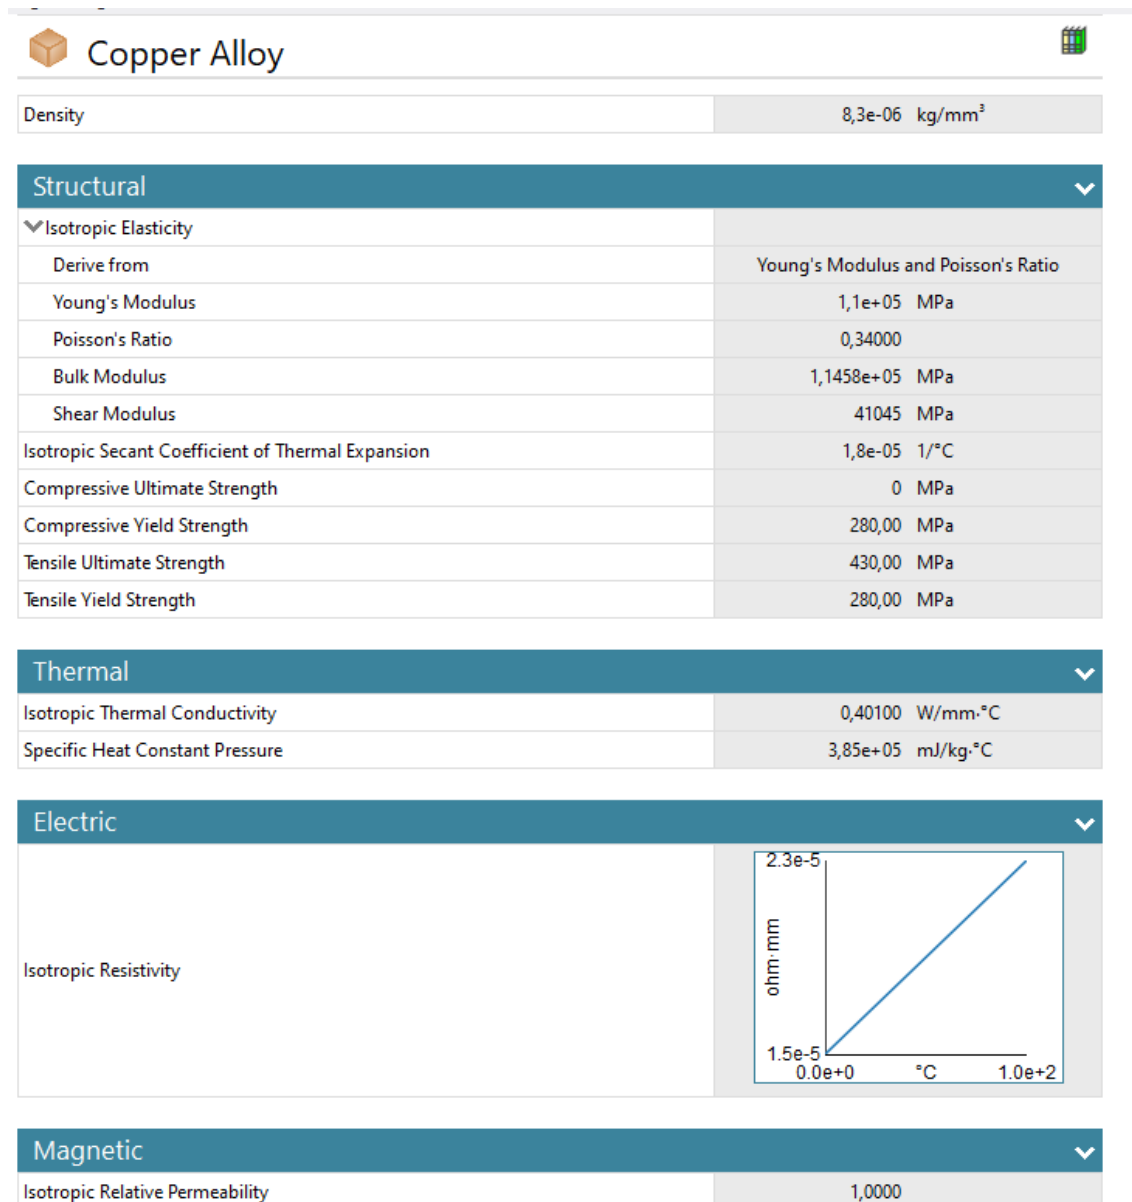 Copper Alloy
Density 8,3e-06 kg/mm³
Structural
Isotropic Elasticity
Derive from Young's Modulus and Poisson's Ratio
Young's Modulus 1,1e+05 MPa
Poisson's Ratio 0,34000
Bulk Modulus 1,1458e+05 MPa
Shear Modulus 41045 MPa
Isotropic Secant Coefficient of Thermal Expansion 1,8e-05 1/°C
Compressive Ultimate Strength 0 MPa
Compressive Yield Strength 280,00 MPa
Tensile Ultimate Strength 430,00 MPa
Tensile Yield Strength 280,00 MPa
Thermal
Isotropic Thermal Conductivity 0,40100 W/mm·°C
Specific Heat Constant Pressure 3,85e+05 mJ/kg·°C
Electric
Isotropic Resistivity
2.3e-5
ohm·mm
1.5e-5
0.0e+0 °C 1.0e+2
Magnetic
Isotropic Relative Permeability 1,0000